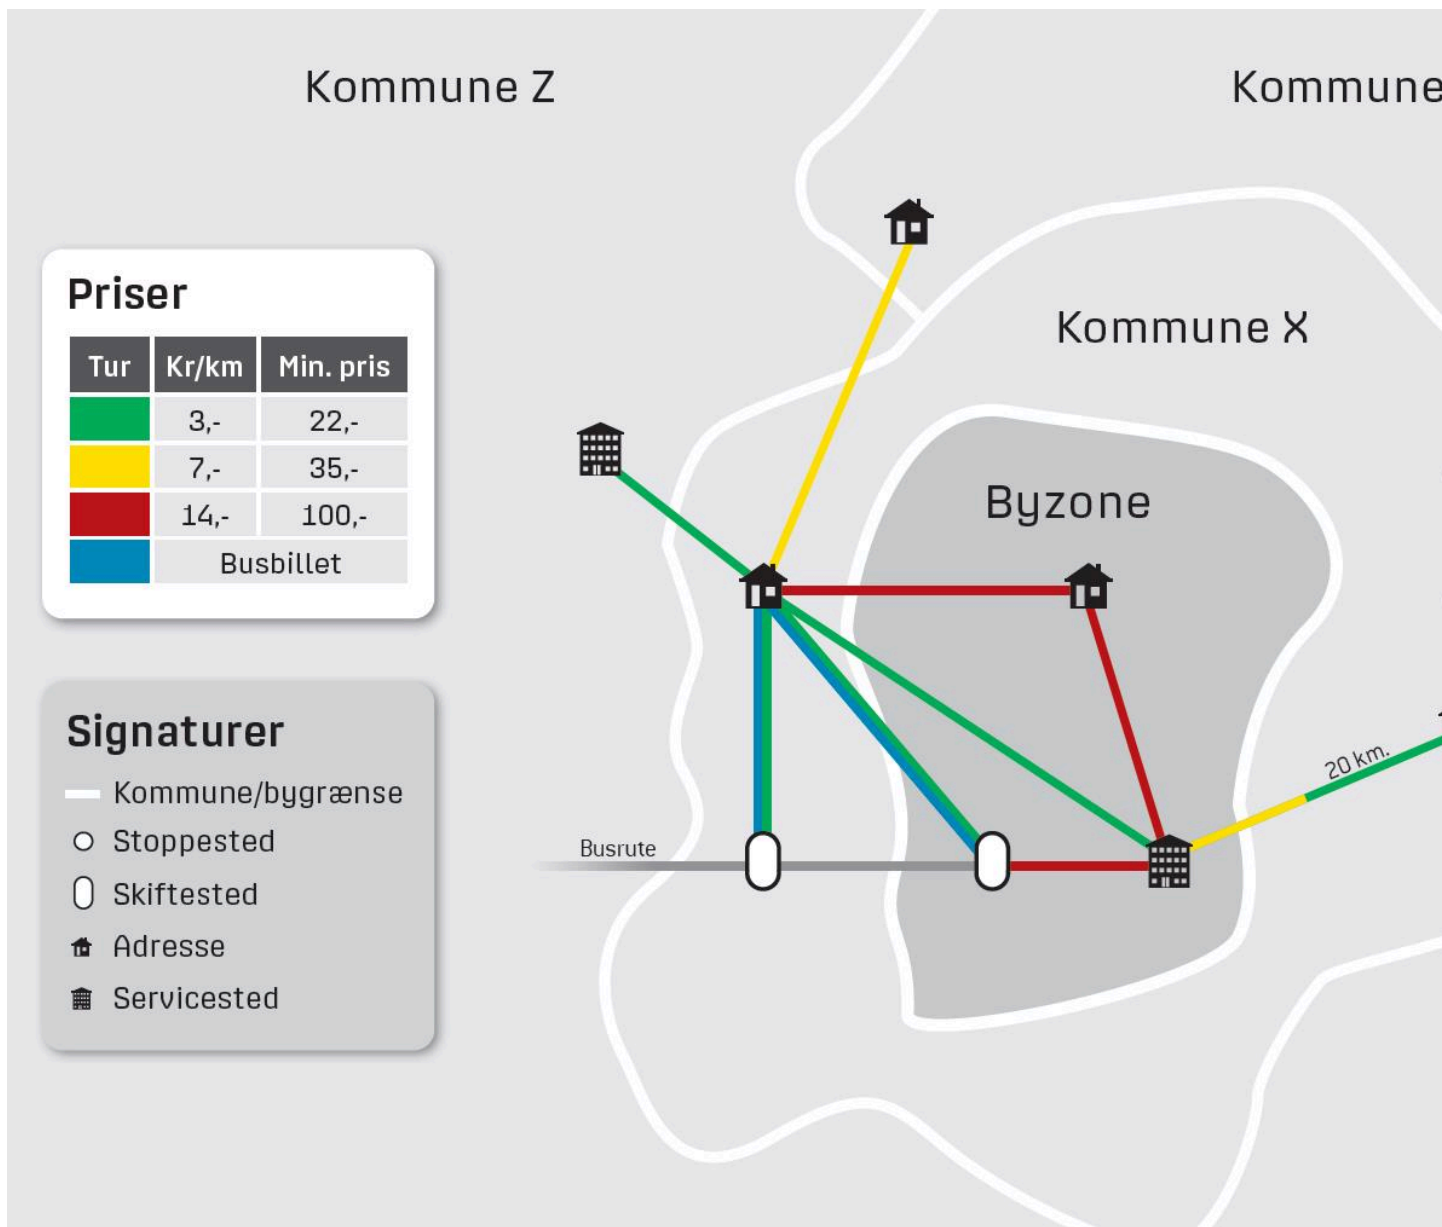 Kommune Z
Kommune
Priser
Tur Kr/km Min. pris
3,- 22,-
7,- 35,-
14,- 100,-
Busbillet
Kommune X
Byzone
20 km.
Busrute
Signaturer
Kommune/bygrænse
Stoppested
Skiftested
Adresse
Servicested